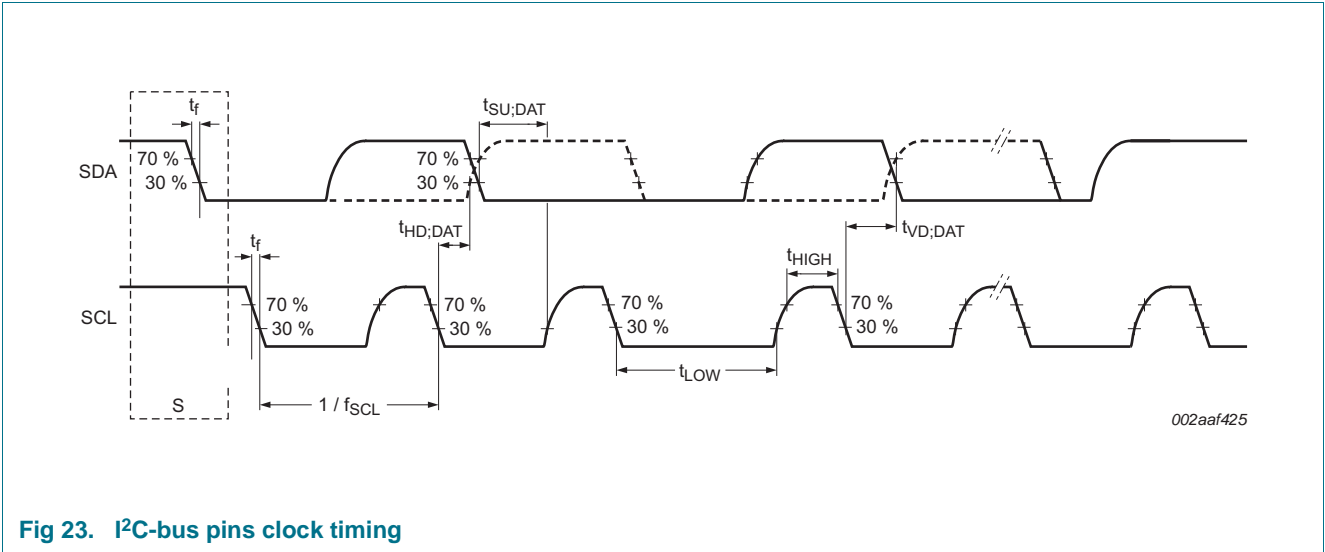 tf
tSU;DAT
70 %
30 %
SDA
70 %
30 %
tHD;DAT
tVD;DAT
tf
tHIGH
70 %
30 %
70 %
30 %
70 %
30 %
70 %
30 %
SCL
tLOW
S
1 / fSCL
002aaf425
Fig 23. I²C-bus pins clock timing